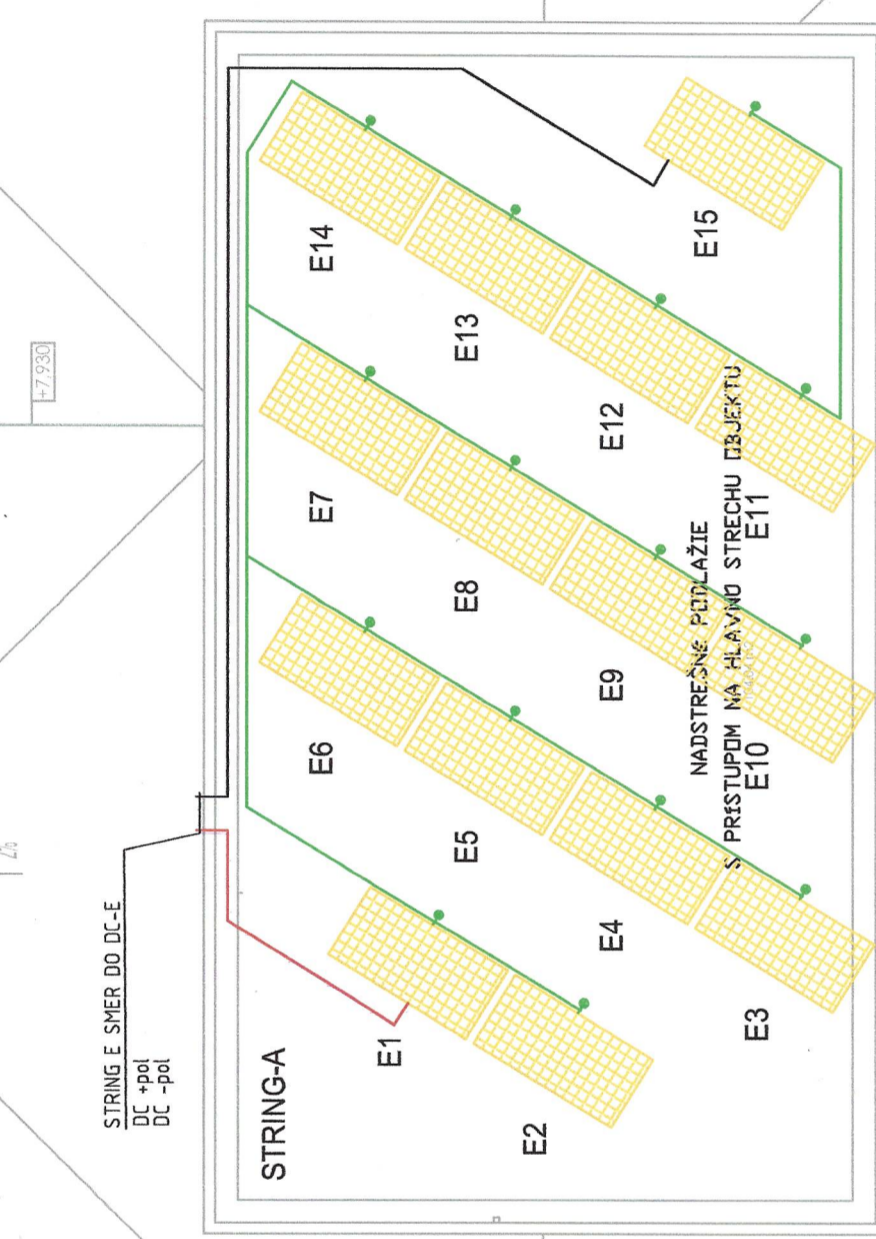 +7,930
STRING E SMER DO DC-E
DC +pol
DC -pol
STRING-A
E14
E15
E13
E12
E11
E7
E8
E9
E10
E6
E5
E4
E3
E1
E2
NADSTREŠNÉ PODLAŽIE
S PRÍSTUPOM NA HLAVNÚ STRECHU OBJEKTU